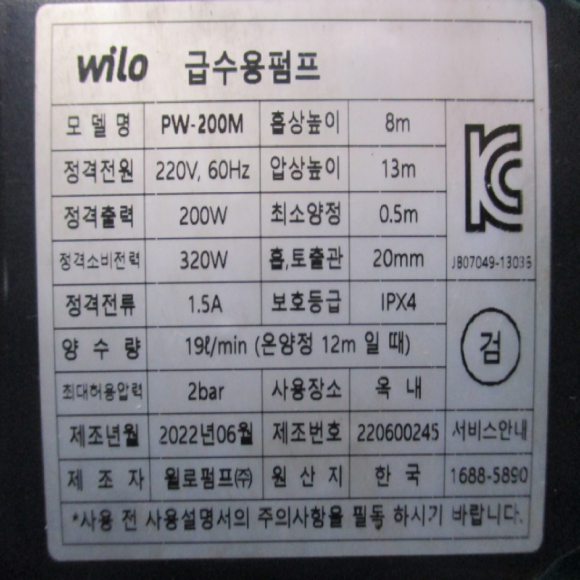 wilo 급수용펌프
모델명 PW-200M 흡상높이 8m
정격전원 220V, 60Hz 압상높이 13m
정격출력 200W 최소양정 0.5m
정격소비전력 320W 흡,토출관 20mm JB07049-13035
정격전류 1.5A 보호등급 IPX4
양수량 19ℓ/min (온양정 12m 일 때) 검
최대허용압력 2bar 사용장소 옥내
제조년월 2022년06월 제조번호 220600245 서비스안내
제조자 윌로펌프㈜ 원산지 한국 1688-5890
*사용 전 사용설명서의 주의사항을 필독 하시기 바랍니다.